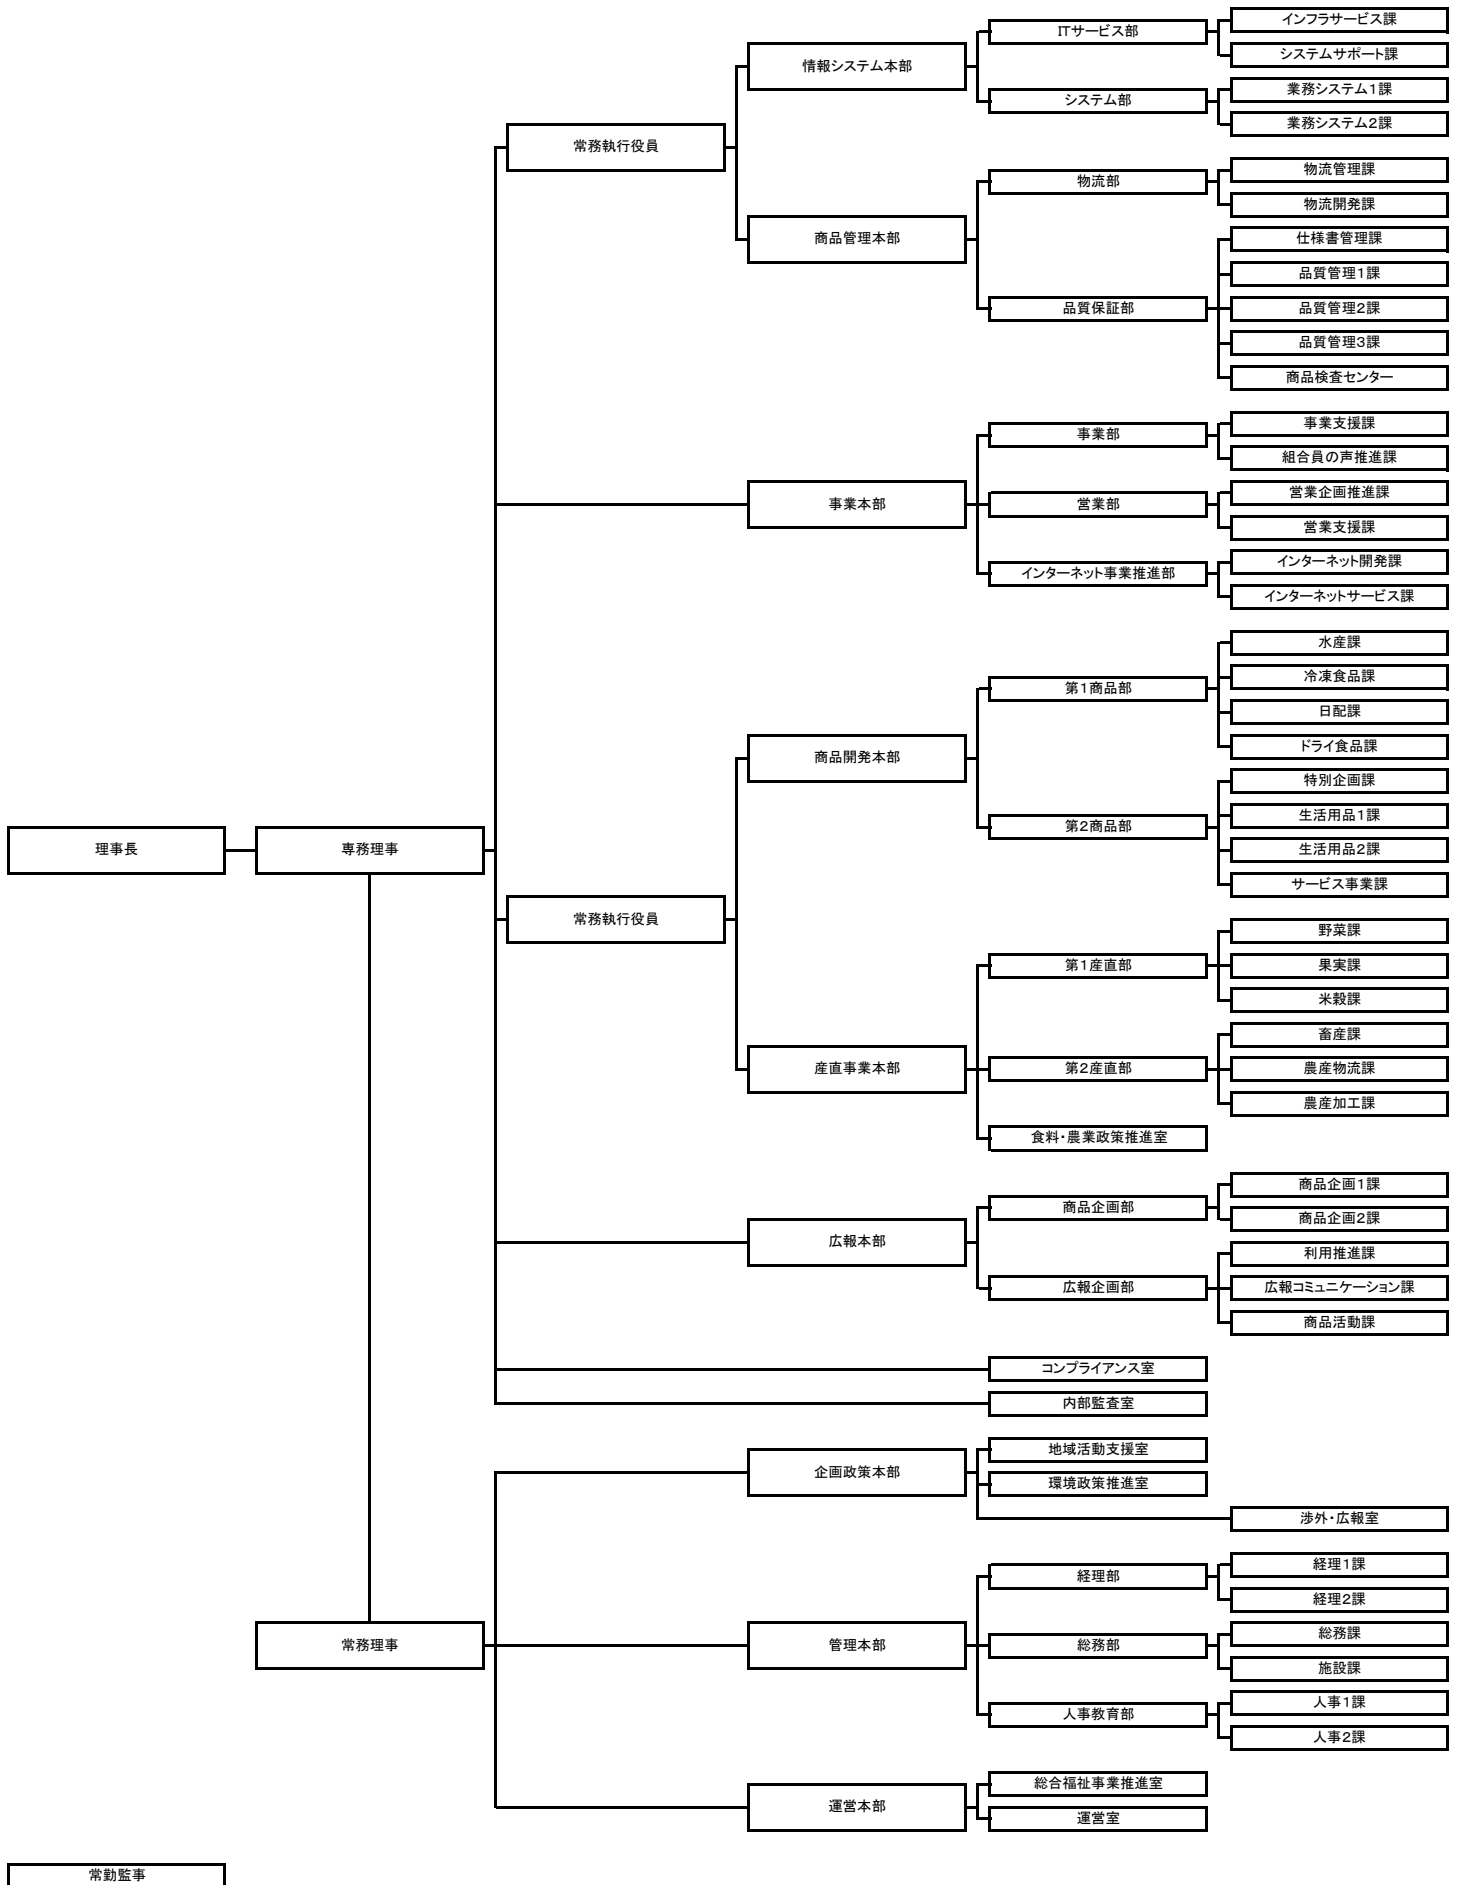 インフラサービス課
ITサービス部
システムサポート課
情報システム本部
業務システム1課
システム部
業務システム2課
常務執行役員
物流管理課
物流部
物流開発課
商品管理本部
仕様書管理課
品質管理1課
品質保証部
品質管理2課
品質管理3課
商品検査センター
事業支援課
事業部
組合員の声推進課
事業本部
営業企画推進課
営業部
営業支援課
インターネット開発課
インターネット事業推進部
インターネットサービス課
水産課
冷凍食品課
第1商品部
日配課
ドライ食品課
商品開発本部
特別企画課
生活用品1課
第2商品部
生活用品2課
サービス事業課
理事長
専務理事
常務執行役員
野菜課
第1産直部
果実課
米穀課
畜産課
産直事業本部
第2産直部
農産物流課
農産加工課
食料・農業政策推進室
商品企画1課
商品企画部
商品企画2課
広報本部
利用推進課
広報企画部
広報コミュニケーション課
商品活動課
コンプライアンス室
内部監査室
地域活動支援室
企画政策本部
環境政策推進室
渉外・広報室
経理1課
経理部
経理2課
常務理事
管理本部
総務課
総務部
施設課
人事1課
人事教育部
人事2課
総合福祉事業推進室
運営本部
運営室
常勤監事